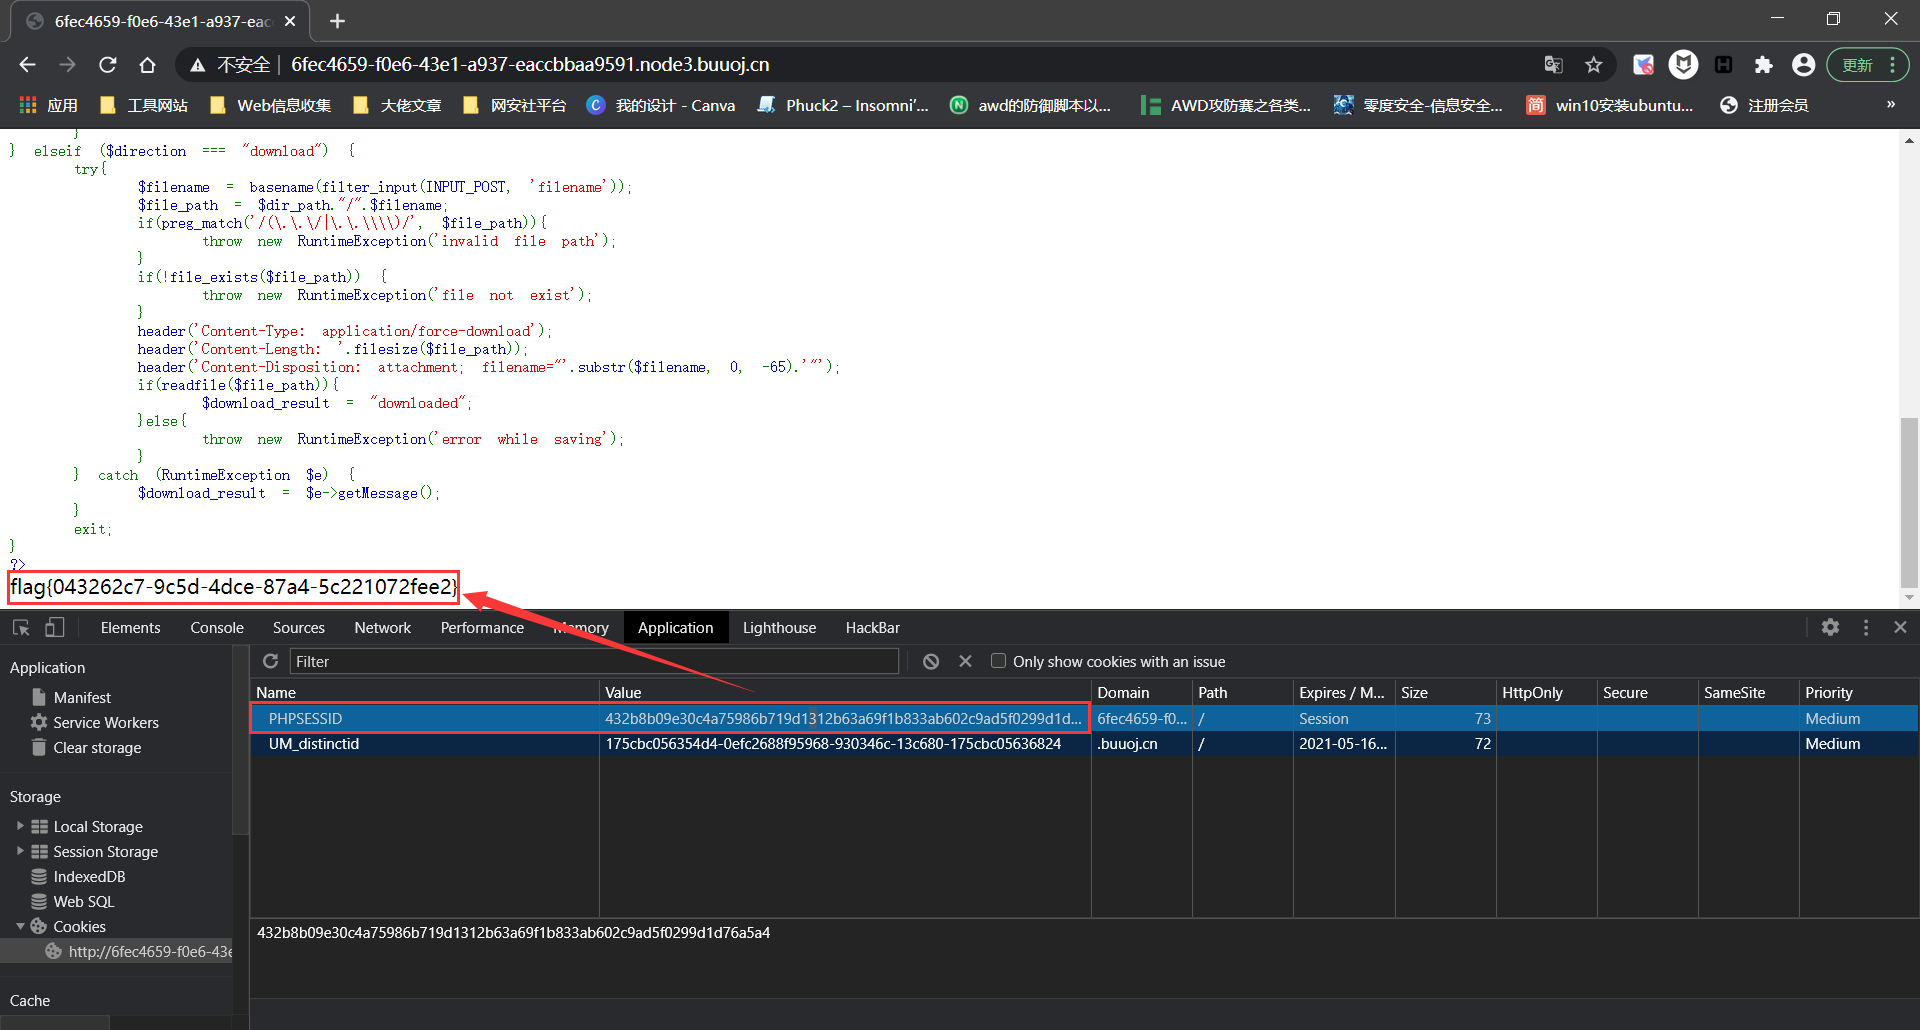 6fec4659-f0e6-43e1-a937-eac
不安全 | 6fec4659-f0e6-43e1-a937-eaccbbaa9591.node3.buuoj.cn
更新
应用 工具网站 Web信息收集 大佬文章 网安社平台 我的设计 - Canva Phuck2 – Insomni'... awd的防御脚本以... AWD攻防赛之各类... 零度安全-信息安全... win10安装ubuntu... 注册会员 »
}
} elseif ($direction === "download") {
try{
$filename = basename(filter_input(INPUT_POST, 'filename'));
$file_path = $dir_path."/".$filename;
if(preg_match('/(\.\.\/|\.\.\\\\)/', $file_path)){
throw new RuntimeException('invalid file path');
}
if(!file_exists($file_path)) {
throw new RuntimeException('file not exist');
}
header('Content-Type: application/force-download');
header('Content-Length: '.filesize($file_path));
header('Content-Disposition: attachment; filename="'.substr($filename, 0, -65).'"');
if(readfile($file_path)){
$download_result = "downloaded";
}else{
throw new RuntimeException('error while saving');
}
} catch (RuntimeException $e) {
$download_result = $e->getMessage();
}
exit;
}
?>
flag{043262c7-9c5d-4dce-87a4-5c221072fee2}
Elements Console Sources Network Performance Memory Application Lighthouse HackBar
Application
Manifest
Service Workers
Clear storage
Storage
Local Storage
Session Storage
IndexedDB
Web SQL
Cookies
http://6fec4659-f0e6-43e
Cache
Filter Only show cookies with an issue
Name Value Domain Path Expires / M... Size HttpOnly Secure SameSite Priority
PHPSESSID 432b8b09e30c4a75986b719d1312b63a69f1b833ab602c9ad5f0299d1d... 6fec4659-f0... / Session 73 Medium
UM_distinctid 175cbc056354d4-0efc2688f95968-930346c-13c680-175cbc05636824 .buuoj.cn / 2021-05-16... 72 Medium
432b8b09e30c4a75986b719d1312b63a69f1b833ab602c9ad5f0299d1d76a5a4